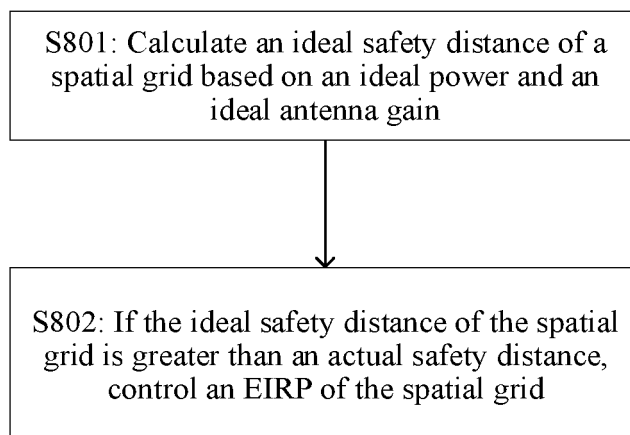 S801: Calculate an ideal safety distance of a
spatial grid based on an ideal power and an
ideal antenna gain
S802: If the ideal safety distance of the spatial
grid is greater than an actual safety distance,
control an EIRP of the spatial grid